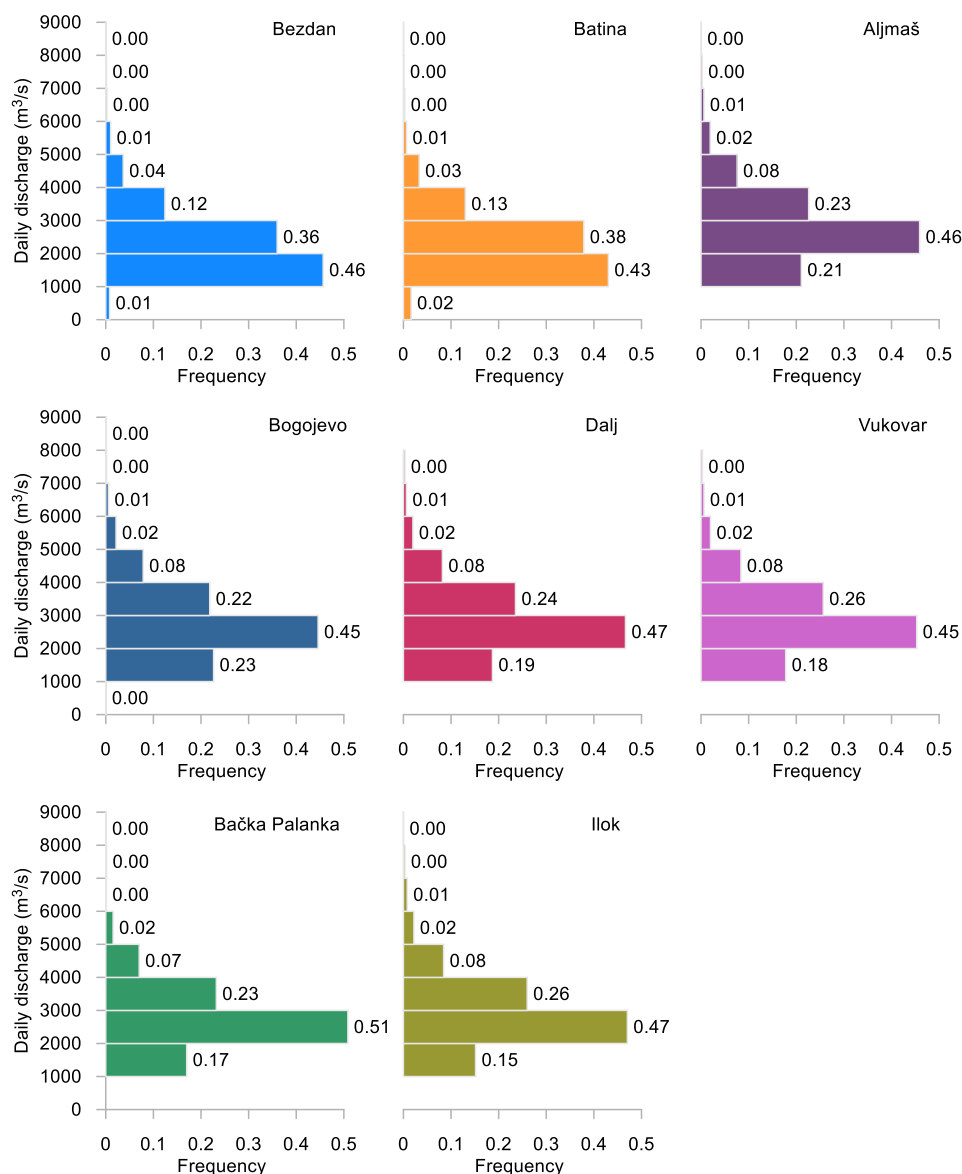 Bezdan
Batina
Aljmaš
Daily discharge (m³/s)
9000
8000
7000
6000
5000
4000
3000
2000
1000
0
0.00 0.00 0.00
0.00 0.00 0.00
0.00 0.00 0.01
0.01 0.01 0.02
0.04 0.03 0.08
0.12 0.13 0.23
0.36 0.38 0.46
0.46 0.43 0.21
0.01 0.02
0 0.1 0.2 0.3 0.4 0.5 0 0.1 0.2 0.3 0.4 0.5 0 0.1 0.2 0.3 0.4 0.5
Frequency Frequency Frequency
Bogojevo
Dalj
Vukovar
Daily discharge (m³/s)
9000
8000
7000
6000
5000
4000
3000
2000
1000
0
0.00
0.00 0.00 0.00
0.01 0.01 0.01
0.02 0.02 0.02
0.08 0.08 0.08
0.22 0.24 0.26
0.45 0.47 0.45
0.23 0.19 0.18
0.00
0 0.1 0.2 0.3 0.4 0.5 0 0.1 0.2 0.3 0.4 0.5 0 0.1 0.2 0.3 0.4 0.5
Frequency Frequency Frequency
Bačka Palanka
Ilok
Daily discharge (m³/s)
9000
8000
7000
6000
5000
4000
3000
2000
1000
0
0.00 0.00
0.00 0.00
0.00 0.01
0.02 0.02
0.07 0.08
0.23 0.26
0.51 0.47
0.17 0.15
0 0.1 0.2 0.3 0.4 0.5 0 0.1 0.2 0.3 0.4 0.5
Frequency Frequency